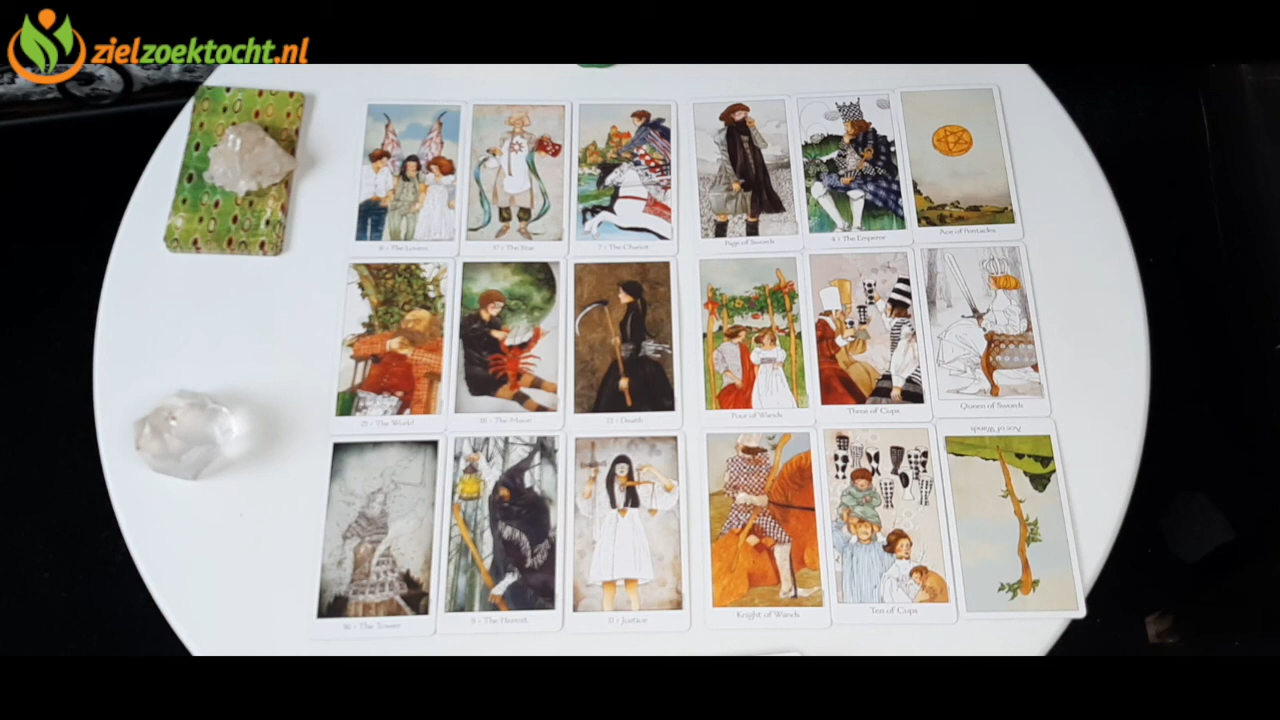 zielzoektocht.nl
6 : The Lovers
17 : The Star
7 : The Chariot
Page of Swords
4 : The Emperor
Ace of Pentacles
21 : The World
18 : The Moon
13 : Death
Four of Wands
Three of Cups
Queen of Swords
Ace of Wands
16 : The Tower
9 : The Hermit
11 : Justice
Knight of Wands
Ten of Cups